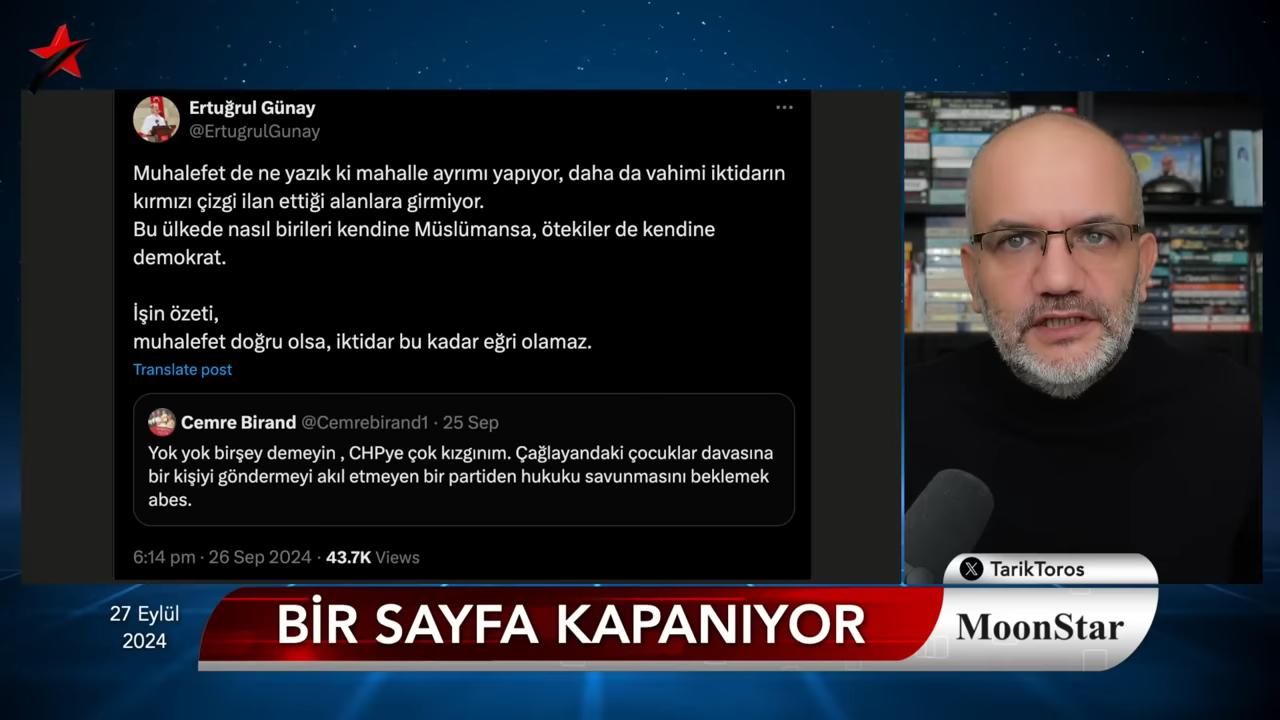 Ertuğrul Günay
@ErtugrulGunay
Muhalefet de ne yazık ki mahalle ayrımı yapıyor, daha da vahimi iktidarın
kırmızı çizgi ilan ettiği alanlara girmiyor.
Bu ülkede nasıl birileri kendine Müslümansa, ötekiler de kendine
demokrat.
İşin özeti,
muhalefet doğru olsa, iktidar bu kadar eğri olamaz.
Translate post
Cemre Birand @Cemrebirand1 · 25 Sep
Yok yok birşey demeyin , CHPye çok kızgınım. Çağlayandaki çocuklar davasına
bir kişiyi göndermeyi akıl etmeyen bir partiden hukuku savunmasını beklemek
abes.
6:14 pm · 26 Sep 2024 · 43.7K Views
X TarikToros
27 Eylül
2024
BİR SAYFA KAPANIYOR
MoonStar